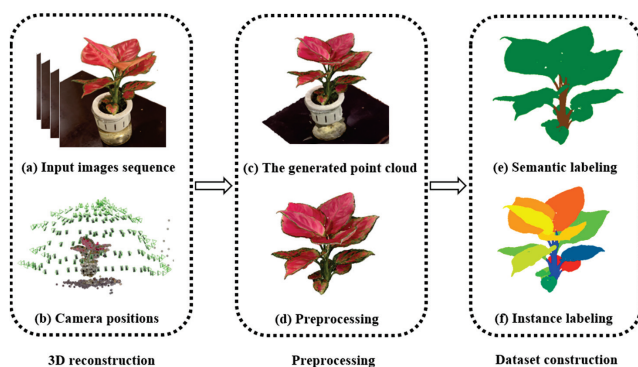 (a) Input images sequence
(b) Camera positions
3D reconstruction
(c) The generated point cloud
(d) Preprocessing
Preprocessing
(e) Semantic labeling
(f) Instance labeling
Dataset construction